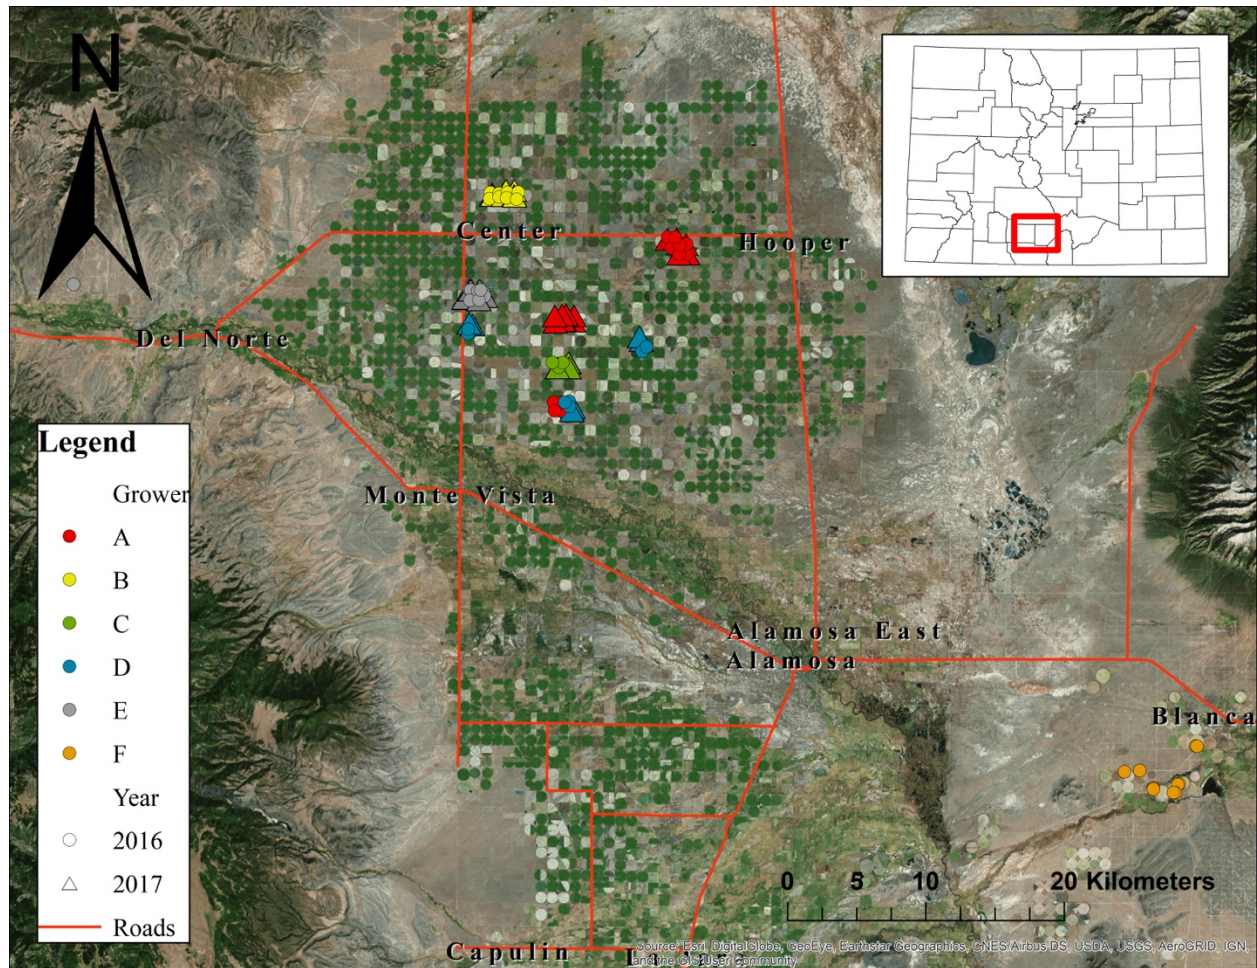 N
Center
Hooper
Del Norte
Legend
Grower
A
B
C
D
E
F
Year
2016
2017
Roads
Monte Vista
Alamosa East
Alamosa
Blanca
0 5 10 20 Kilometers
Capulin
Source: Esri, DigitalGlobe, GeoEye, Earthstar Geographics, CNES/Airbus DS, USDA, USGS, AeroGRID, IGN,
and the GIS User Community